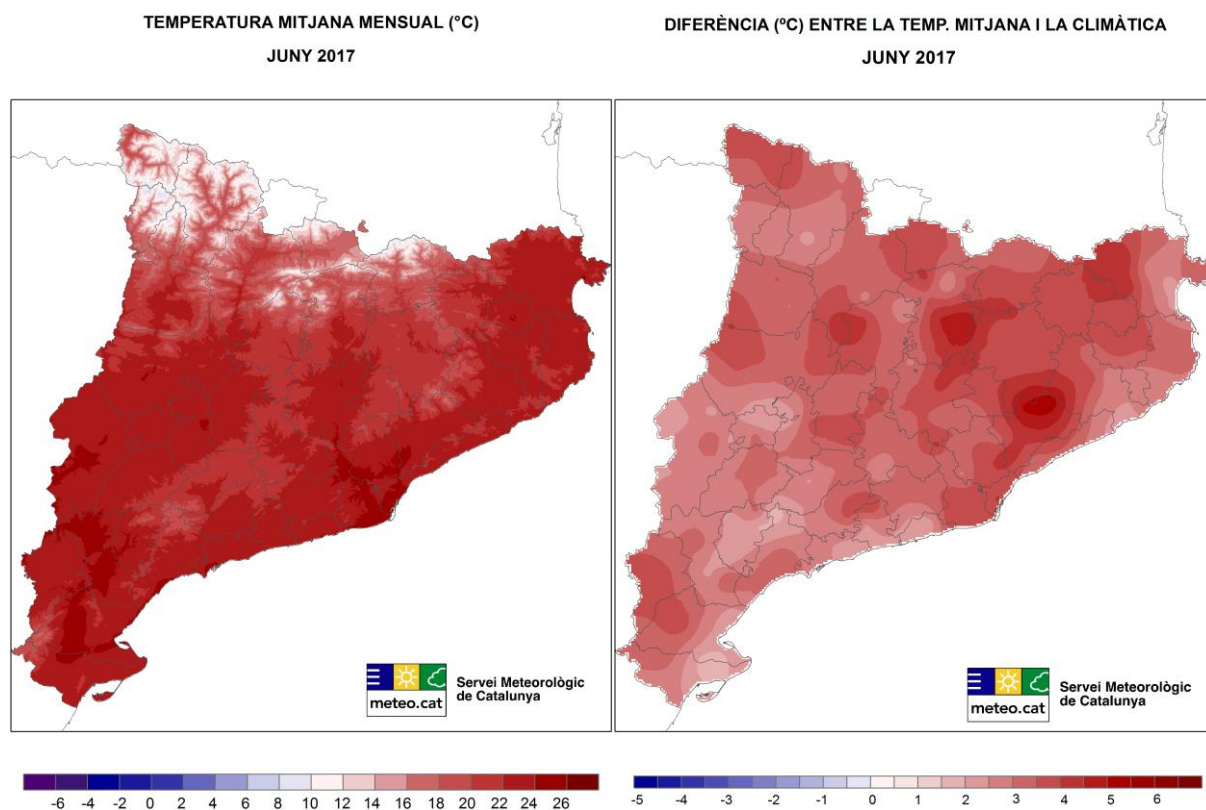 TEMPERATURA MITJANA MENSUAL (°C)
JUNY 2017
DIFERÈNCIA (ºC) ENTRE LA TEMP. MITJANA I LA CLIMÀTICA
JUNY 2017
meteo.cat
Servei Meteorològic
de Catalunya
meteo.cat
Servei Meteorològic
de Catalunya
-6 -4 -2 0 2 4 6 8 10 12 14 16 18 20 22 24 26
-5 -4 -3 -2 -1 0 1 2 3 4 5 6